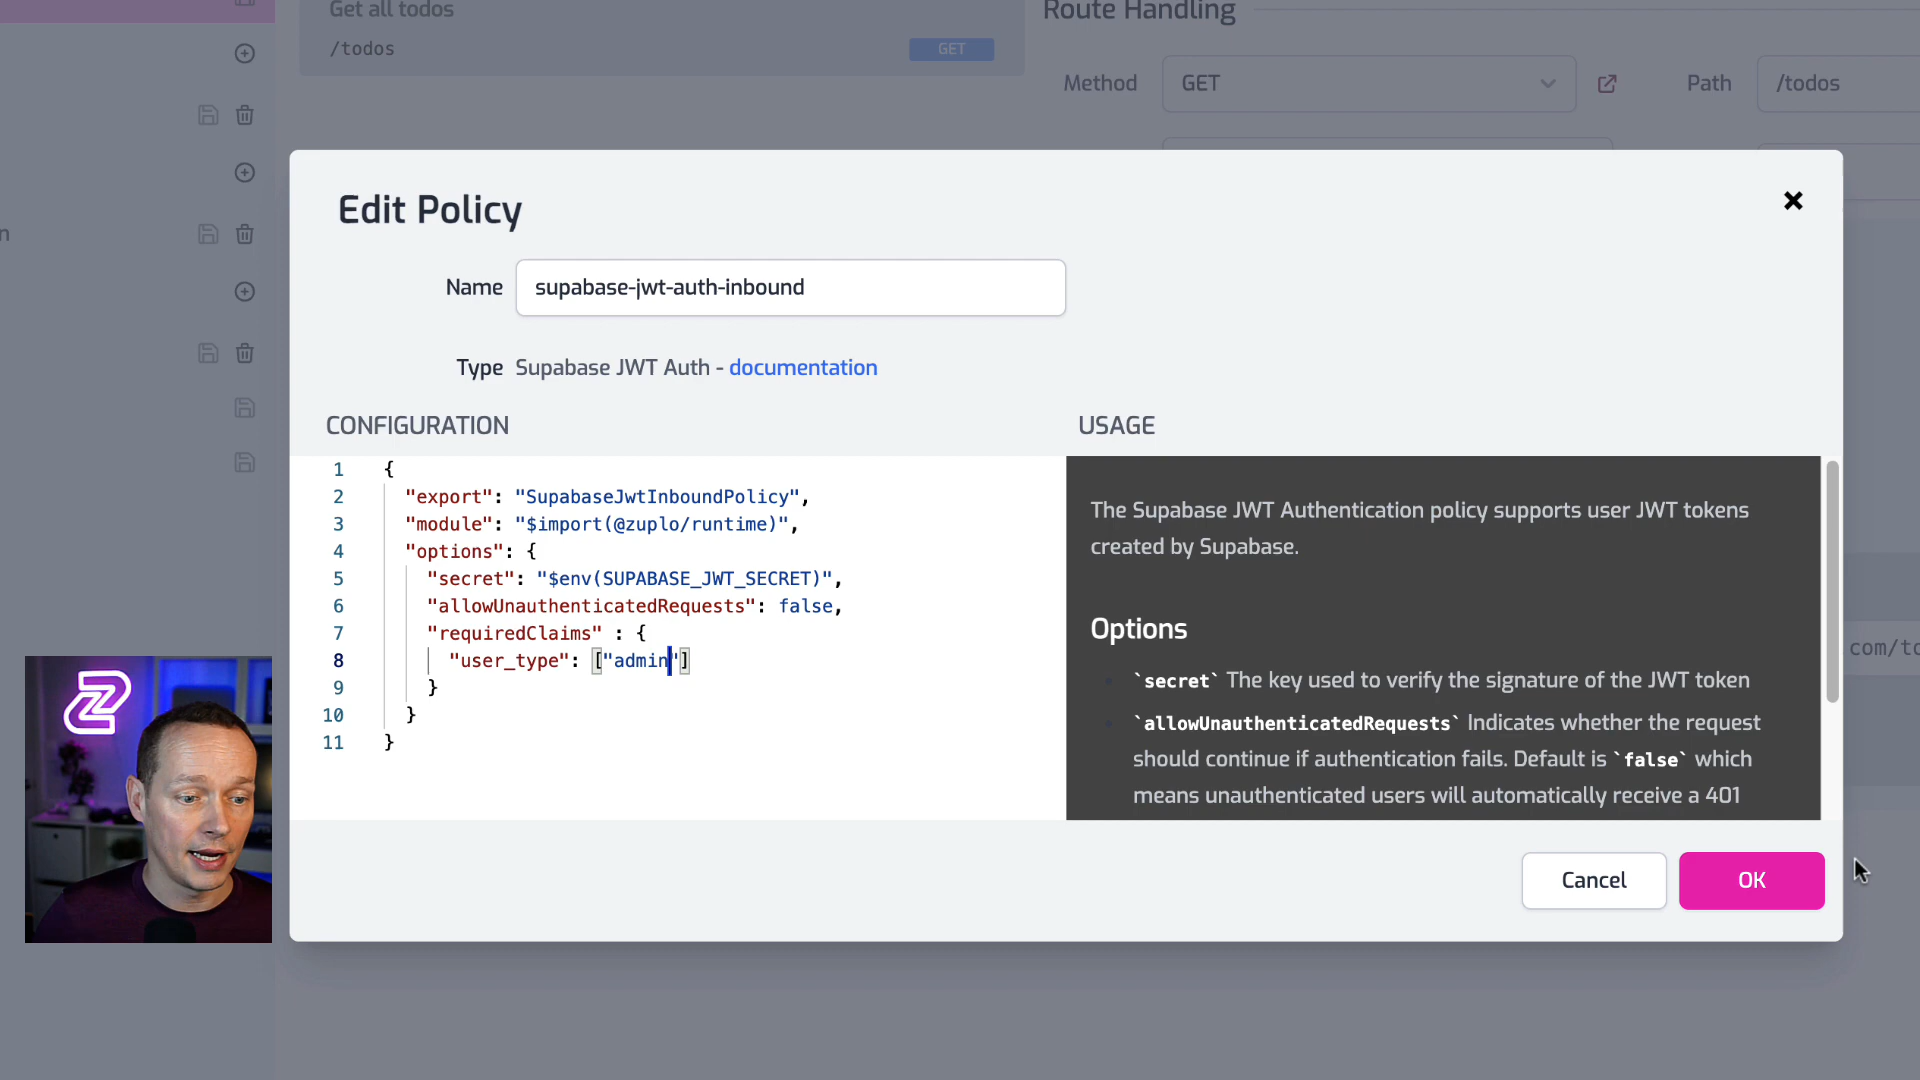 Get all todos
/todos
GET
Route Handling
Method
GET
Path
/todos
n
Edit Policy
Name
supabase-jwt-auth-inbound
Type
Supabase JWT Auth - documentation
CONFIGURATION
USAGE
1 {
2 "export": "SupabaseJwtInboundPolicy",
3 "module": "$import(@zuplo/runtime)",
4 "options": {
5 "secret": "$env(SUPABASE_JWT_SECRET)",
6 "allowUnauthenticatedRequests": false,
7 "requiredClaims" : {
8 "user_type": ["admin"]
9 }
10 }
11 }
The Supabase JWT Authentication policy supports user JWT tokens
created by Supabase.
Options
`secret` The key used to verify the signature of the JWT token
`allowUnauthenticatedRequests` Indicates whether the request
should continue if authentication fails. Default is `false` which
means unauthenticated users will automatically receive a 401
com/to
Cancel
OK